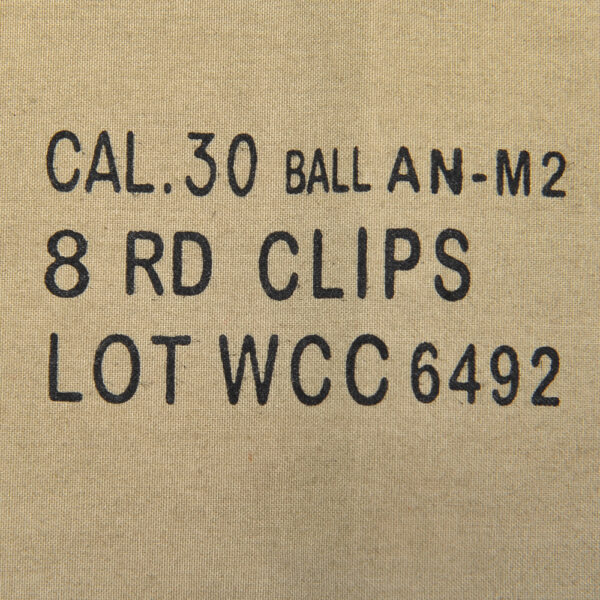 CAL.30 BALL AN-M2
8 RD CLIPS
LOT WCC 6492